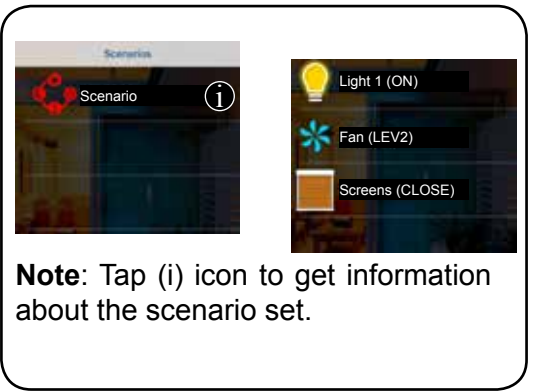 Scenarios
Scenario
i
Light 1 (ON)
Fan (LEV2)
Screens (CLOSE)
Note: Tap (i) icon to get information
about the scenario set.